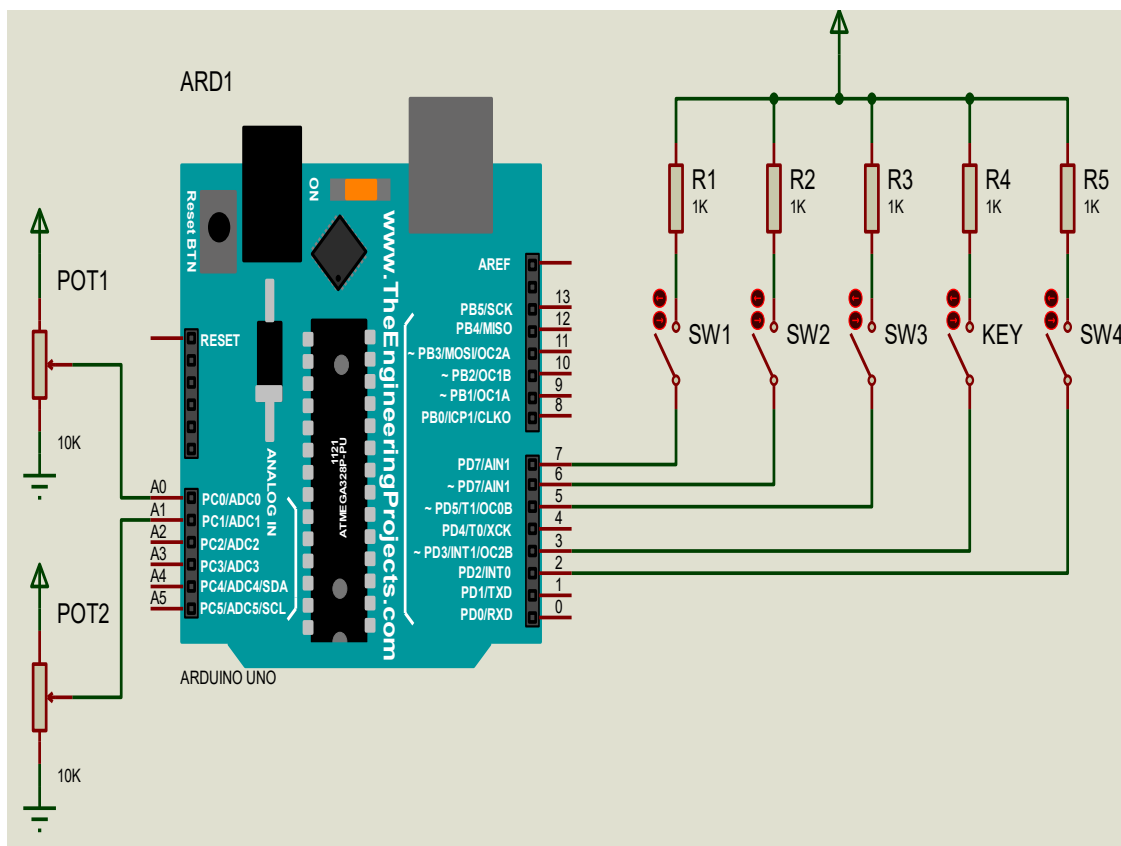 ARD1
ON
Reset BTN
www.TheEngineeringProjects.com
ANALOG IN
1121
ATMEGA328P-PU
RESET
AREF
PB5/SCK 13
PB4/MISO 12
~ PB3/MOSI/OC2A 11
~ PB2/OC1B 10
~ PB1/OC1A 9
PB0/ICP1/CLKO 8
PD7/AIN1 7
~ PD7/AIN1 6
~ PD5/T1/OC0B 5
PD4/T0/XCK 4
~ PD3/INT1/OC2B 3
PD2/INT0 2
PD1/TXD 1
PD0/RXD 0
A0 PC0/ADC0
A1 PC1/ADC1
A2 PC2/ADC2
A3 PC3/ADC3
A4 PC4/ADC4/SDA
A5 PC5/ADC5/SCL
ARDUINO UNO
POT1
10K
POT2
10K
R1
1K
R2
1K
R3
1K
R4
1K
R5
1K
SW1
SW2
SW3
KEY
SW4